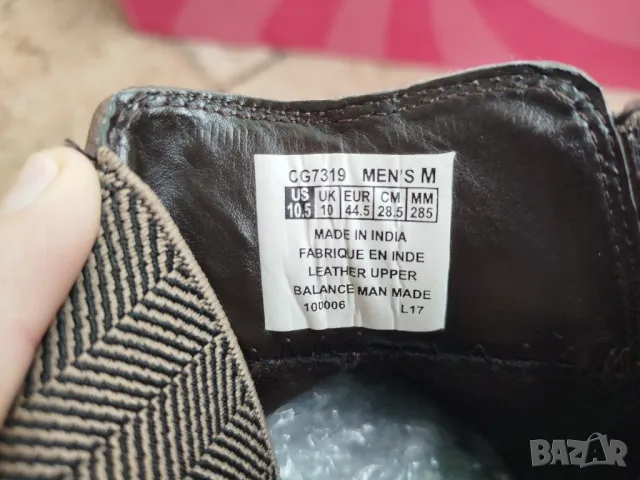 CG7319 MEN'S M
US UK EUR CM MM
10.5 10 44.5 28.5 285
MADE IN INDIA
FABRIQUE EN INDE
LEATHER UPPER
BALANCE MAN MADE
100006 L17
BAZAR